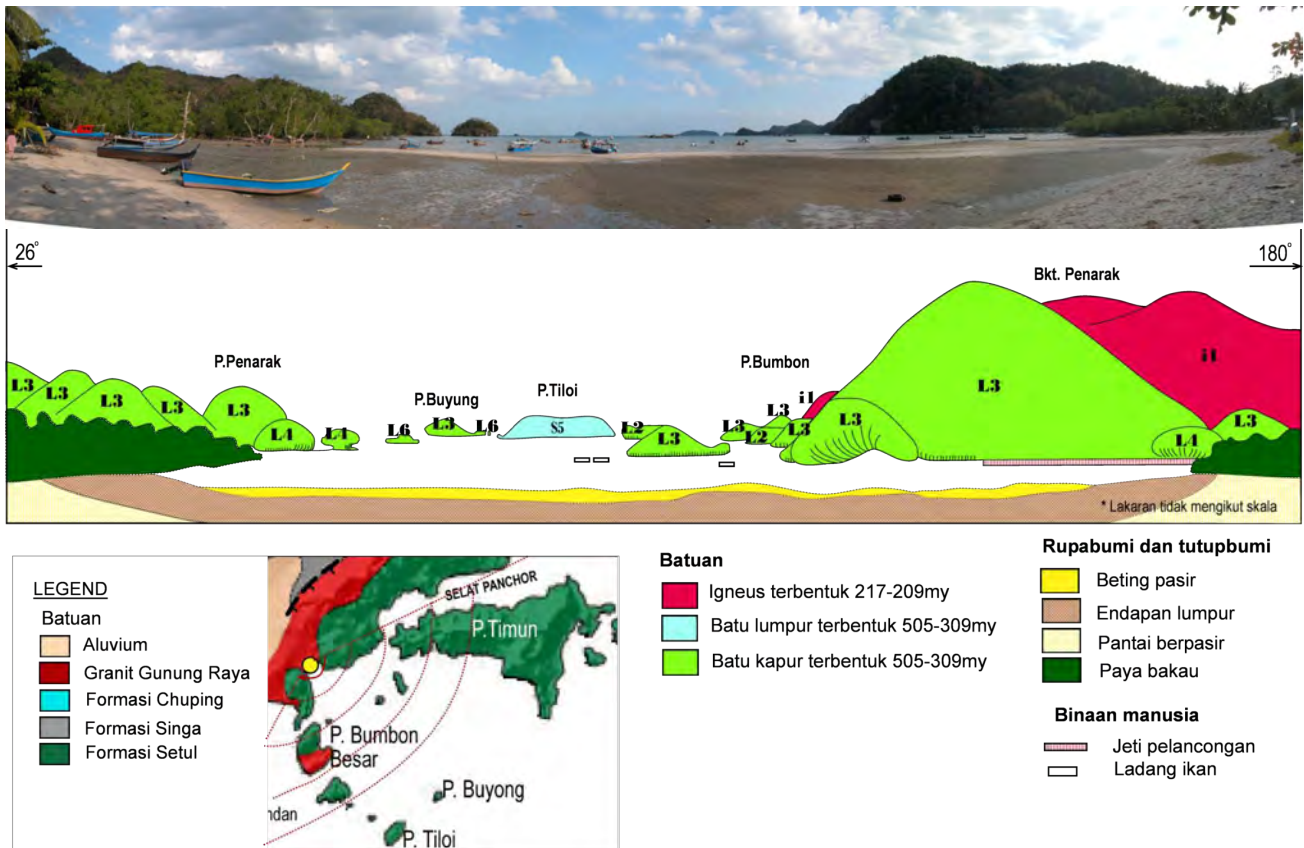 26°
180°
Bkt. Penarak
P.Penarak
P.Buyung
P.Tiloi
P.Bumbon
i1
L3
L3
L3
L3
L3
L4
L4
L6
L3
L6
S5
L2
L3
L3
L2
L3
L3
i1
L3
L3
L4
L3
* Lakaran tidak mengikut skala
LEGEND
Batuan
Aluvium
Granit Gunung Raya
Formasi Chuping
Formasi Singa
Formasi Setul
SELAT PANCHOR
P.Timun
P. Bumbon
Besar
P. Buyong
ndan
P. Tiloi
Batuan
Igneus terbentuk 217-209my
Batu lumpur terbentuk 505-309my
Batu kapur terbentuk 505-309my
Rupabumi dan tutupbumi
Beting pasir
Endapan lumpur
Pantai berpasir
Paya bakau
Binaan manusia
Jeti pelancongan
Ladang ikan